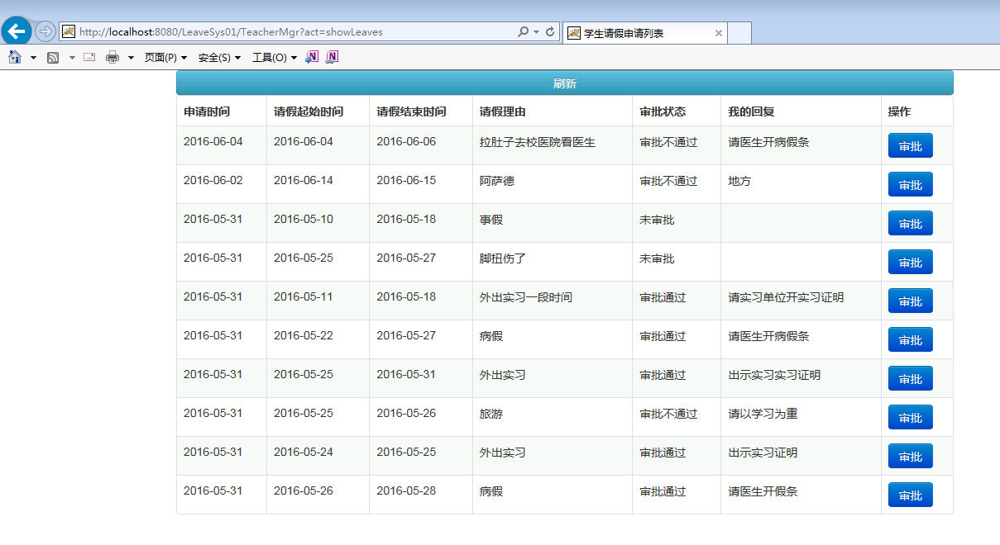 http://localhost:8080/LeaveSys01/TeacherMgr?act=showLeaves 学生请假申请列表
页面(P) 安全(S) 工具(O)
刷新
申请时间 请假起始时间 请假结束时间 请假理由 审批状态 我的回复 操作
2016-06-04 2016-06-04 2016-06-06 拉肚子去校医院看医生 审批不通过 请医生开病假条 审批
2016-06-02 2016-06-14 2016-06-15 阿萨德 审批不通过 地方 审批
2016-05-31 2016-05-10 2016-05-18 事假 未审批 审批
2016-05-31 2016-05-25 2016-05-27 脚扭伤了 未审批 审批
2016-05-31 2016-05-11 2016-05-18 外出实习一段时间 审批通过 请实习单位开实习证明 审批
2016-05-31 2016-05-22 2016-05-27 病假 审批通过 请医生开病假条 审批
2016-05-31 2016-05-25 2016-05-31 外出实习 审批通过 出示实习实习证明 审批
2016-05-31 2016-05-25 2016-05-26 旅游 审批不通过 请以学习为重 审批
2016-05-31 2016-05-24 2016-05-25 外出实习 审批通过 出示实习证明 审批
2016-05-31 2016-05-26 2016-05-28 病假 审批通过 请医生开假条 审批